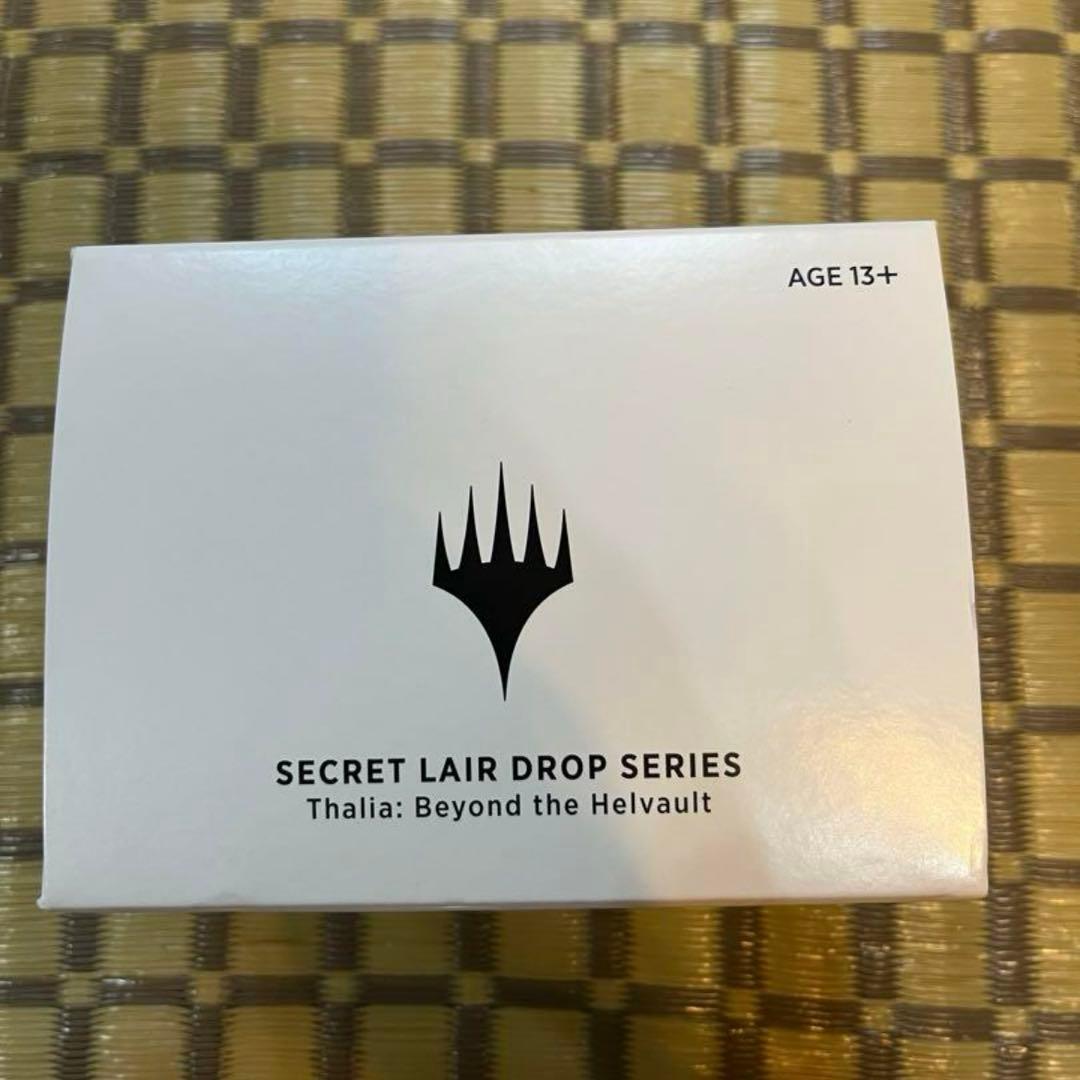 AGE 13+
SECRET LAIR DROP SERIES
Thalia: Beyond the Helvault